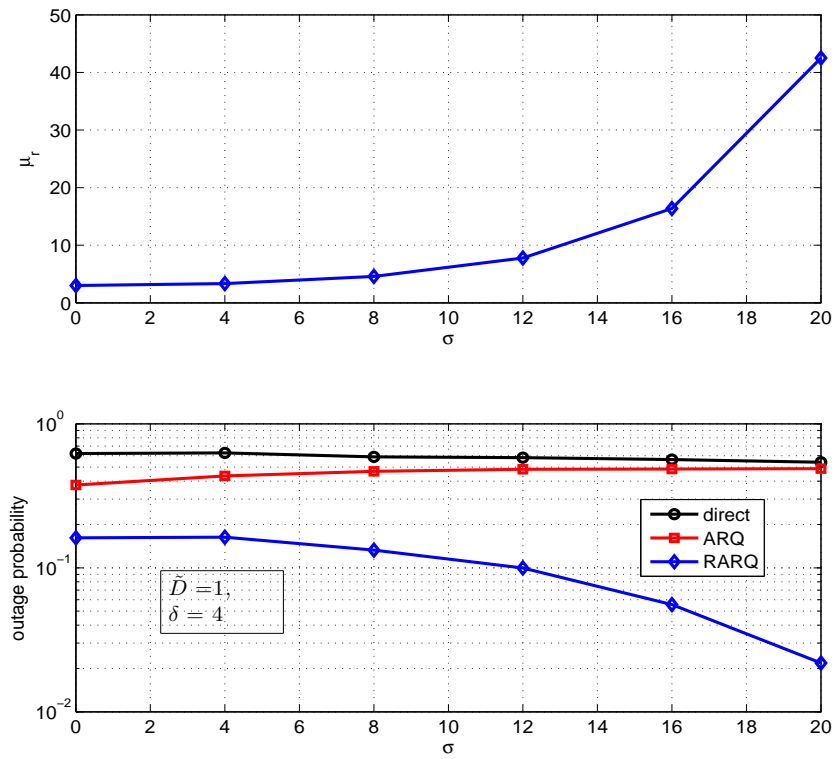 50
40
30
20
10
0
μr
0 2 4 6 8 10 12 14 16 18 20
σ
10^0
10^-1
10^-2
outage probability
direct
ARQ
RARQ
D̃ =1,
δ = 4
0 2 4 6 8 10 12 14 16 18 20
σ